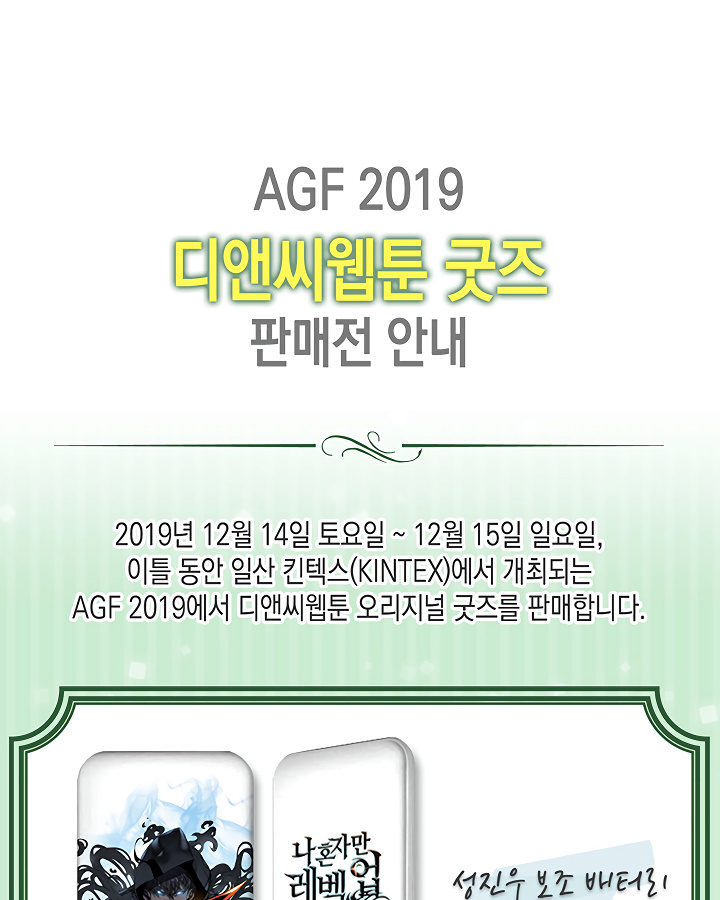 AGF 2019
디앤씨웹툰 굿즈
판매전 안내
2019년 12월 14일 토요일 ~ 12월 15일 일요일,
이틀 동안 일산 킨텍스(KINTEX)에서 개최되는
AGF 2019에서 디앤씨웹툰 오리지널 굿즈를 판매합니다.
나 혼자만
레벨업
성진우 보조 배터리